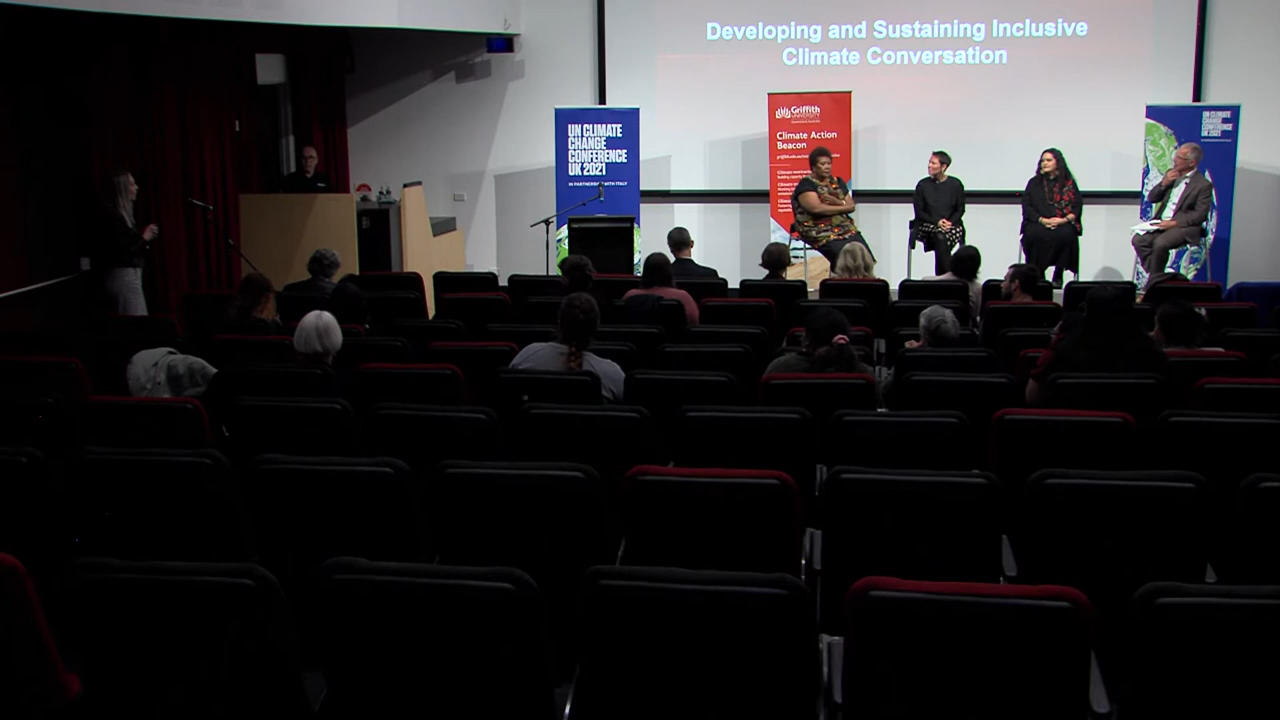 Developing and Sustaining Inclusive
Climate Conversation
UN CLIMATE
CHANGE
CONFERENCE
UK 2021
IN PARTNERSHIP WITH ITALY
Griffith
UNIVERSITY
Climate Action
Beacon
UN CLIMATE
CHANGE
CONFERENCE
UK 2021